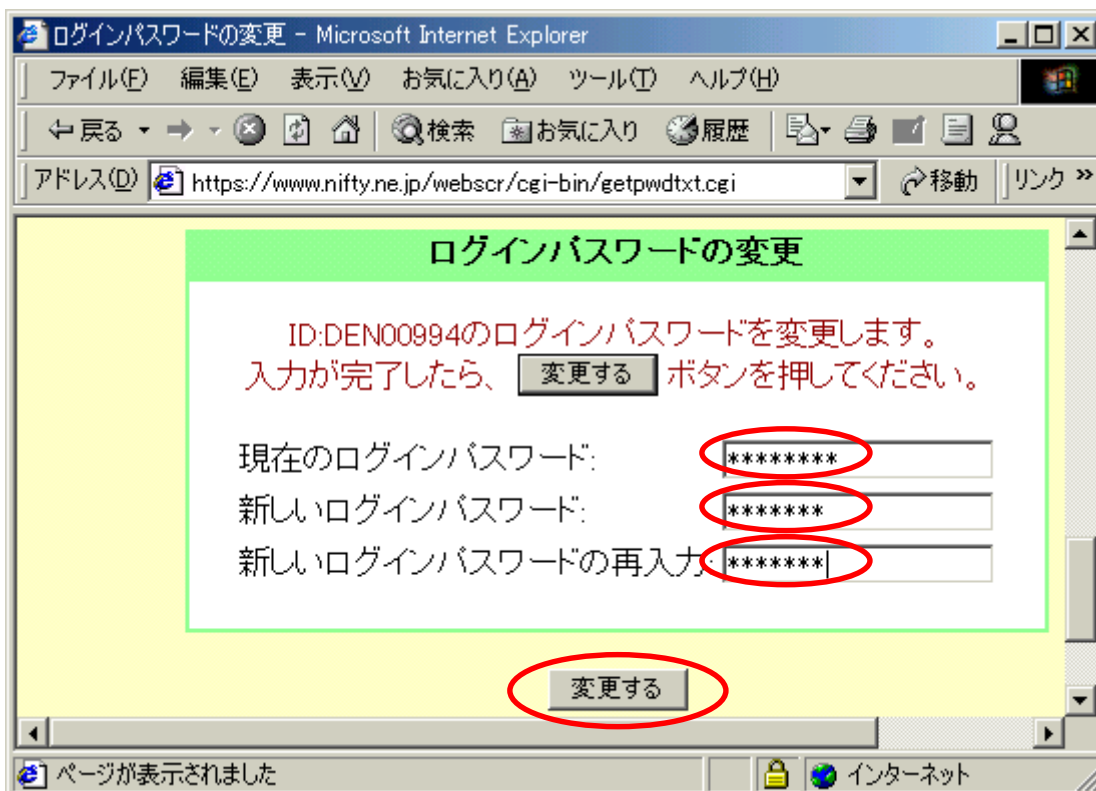 ログインパスワードの変更 - Microsoft Internet Explorer
ファイル(F) 編集(E) 表示(V) お気に入り(A) ツール(T) ヘルプ(H)
戻る 検索 お気に入り 履歴
アドレス(D) https://www.nifty.ne.jp/webscr/cgi-bin/getpwdtxt.cgi 移動 リンク »
ログインパスワードの変更
ID:DEN00994のログインパスワードを変更します。
入力が完了したら、 変更する ボタンを押してください。
現在のログインパスワード: ********
新しいログインパスワード: *******
新しいログインパスワードの再入力: *******
変更する
ページが表示されました インターネット